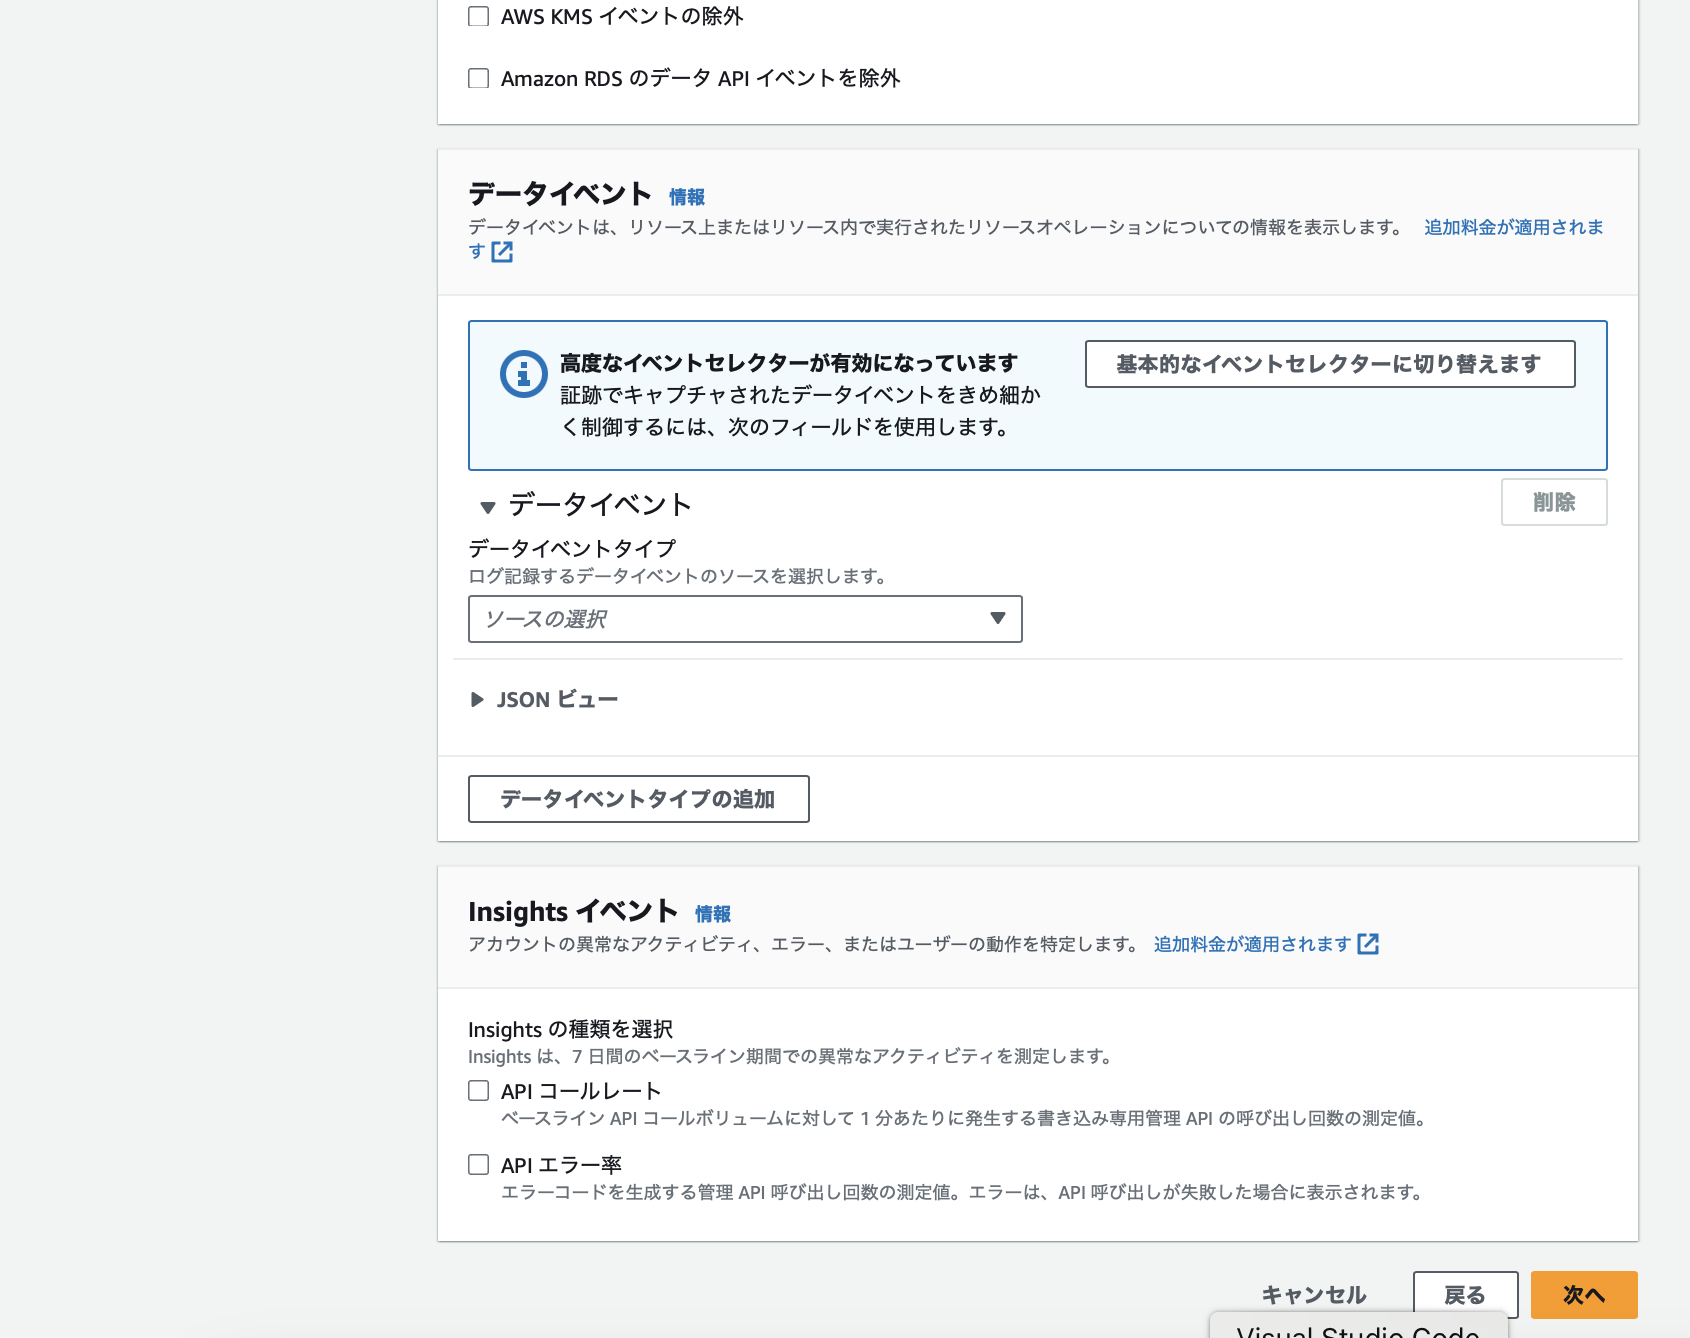 AWS KMS イベントの除外
Amazon RDS のデータ API イベントを除外
データイベント 情報
データイベントは、リソース上またはリソース内で実行されたリソースオペレーションについての情報を表示します。 追加料金が適用されま
す
高度なイベントセレクターが有効になっています
基本的なイベントセレクターに切り替えます
証跡でキャプチャされたデータイベントをきめ細か
く制御するには、次のフィールドを使用します。
データイベント
削除
データイベントタイプ
ログ記録するデータイベントのソースを選択します。
ソースの選択
JSON ビュー
データイベントタイプの追加
Insights イベント 情報
アカウントの異常なアクティビティ、エラー、またはユーザーの動作を特定します。 追加料金が適用されます
Insights の種類を選択
Insights は、7 日間のベースライン期間での異常なアクティビティを測定します。
API コールレート
ベースライン API コールボリュームに対して 1 分あたりに発生する書き込み専用管理 API の呼び出し回数の測定値。
API エラー率
エラーコードを生成する管理 API 呼び出し回数の測定値。エラーは、API 呼び出しが失敗した場合に表示されます。
キャンセル 戻る 次へ
Visual Studio Code